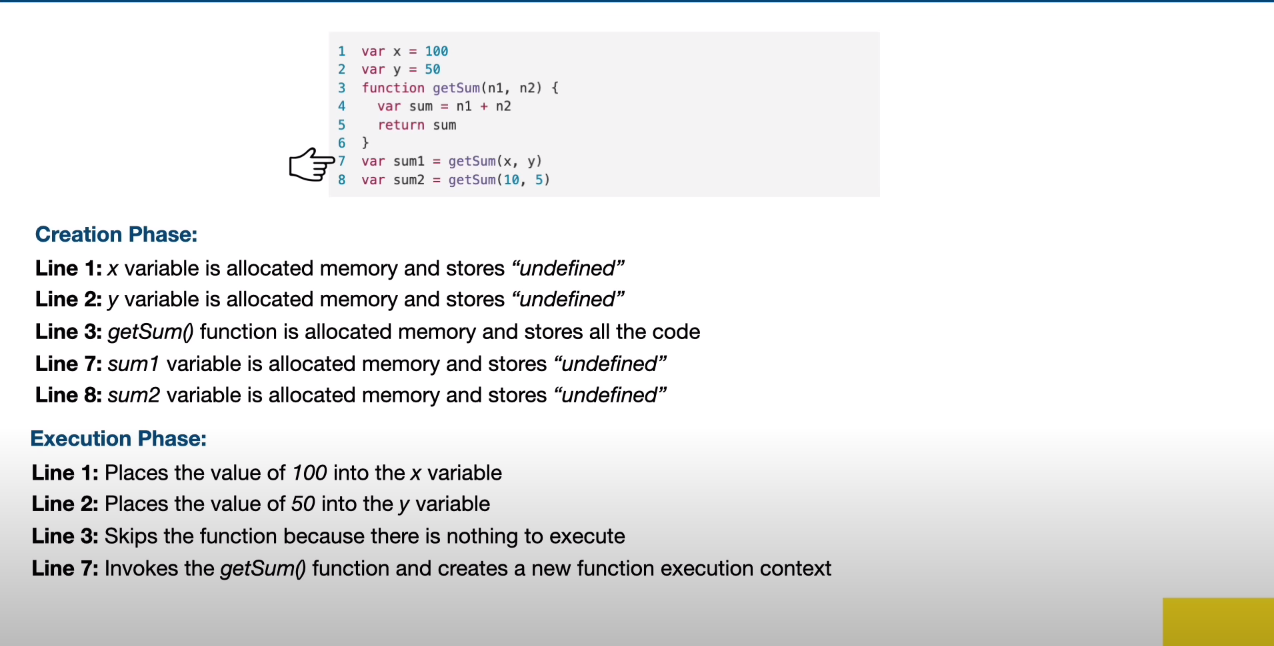 1 var x = 100
2 var y = 50
3 function getSum(n1, n2) {
4 var sum = n1 + n2
5 return sum
6 }
7 var sum1 = getSum(x, y)
8 var sum2 = getSum(10, 5)
Creation Phase:
Line 1: x variable is allocated memory and stores “undefined”
Line 2: y variable is allocated memory and stores “undefined”
Line 3: getSum() function is allocated memory and stores all the code
Line 7: sum1 variable is allocated memory and stores “undefined”
Line 8: sum2 variable is allocated memory and stores “undefined”
Execution Phase:
Line 1: Places the value of 100 into the x variable
Line 2: Places the value of 50 into the y variable
Line 3: Skips the function because there is nothing to execute
Line 7: Invokes the getSum() function and creates a new function execution context